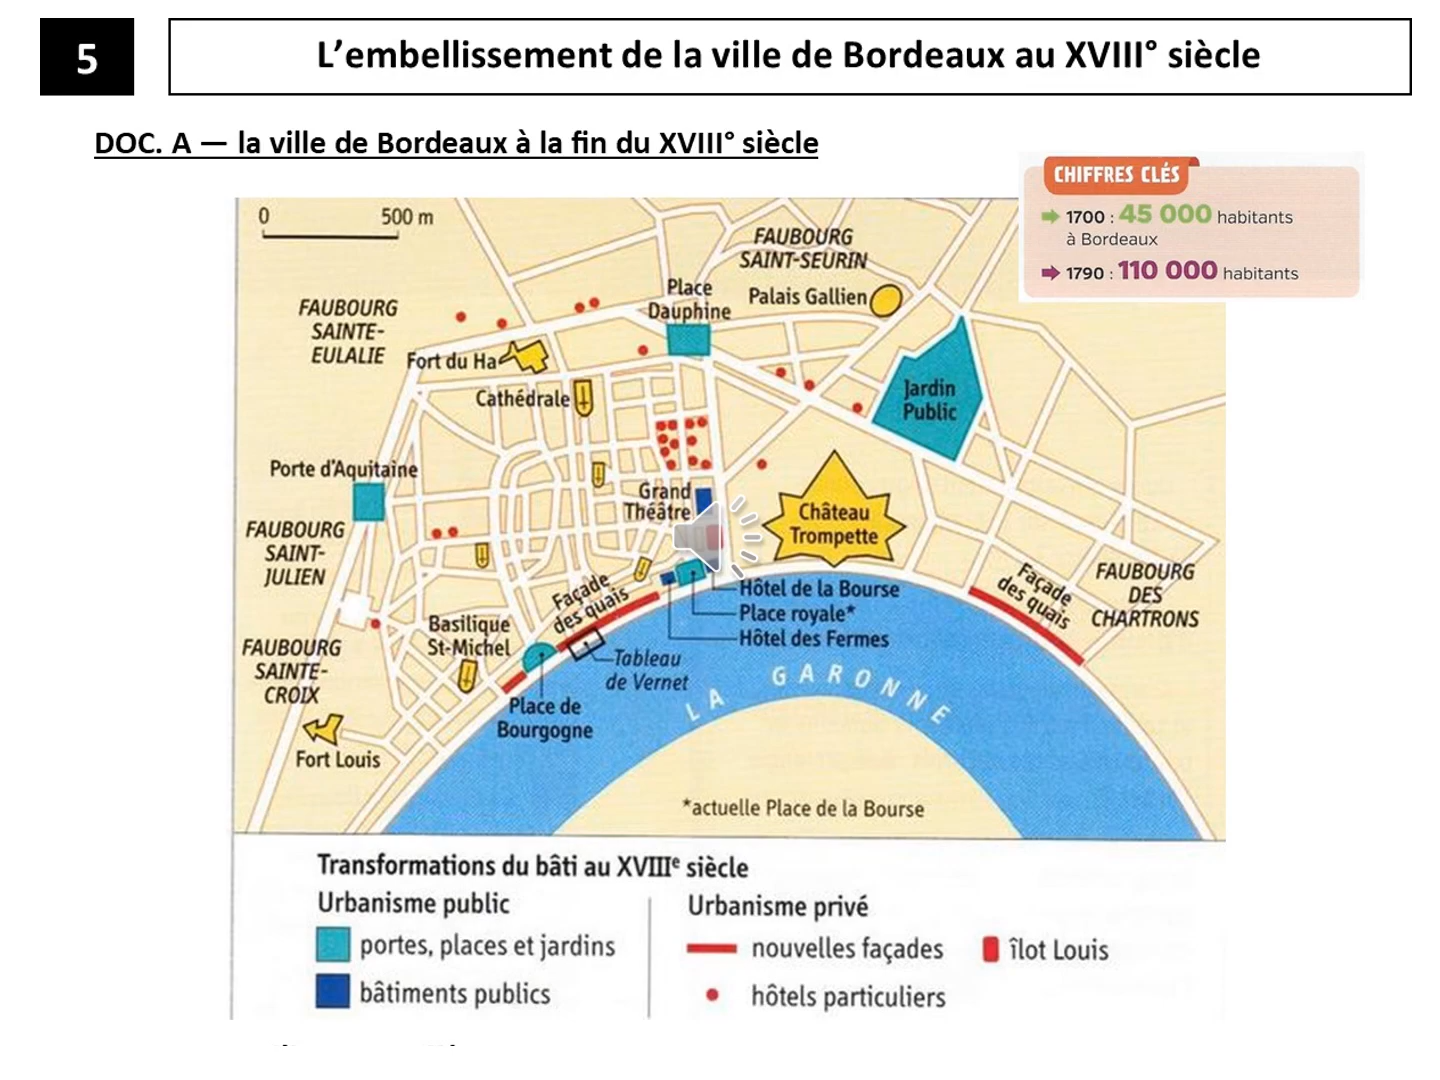 5
L'embellissement de la ville de Bordeaux au XVIII° siècle
DOC. A — la ville de Bordeaux à la fin du XVIII° siècle
CHIFFRES CLÉS
1700 : 45 000 habitants
à Bordeaux
1790 : 110 000 habitants
0 500 m
FAUBOURG
SAINT-SEURIN
Palais Gallien
Place
Dauphine
FAUBOURG
SAINTE-
EULALIE
Fort du Ha
Cathédrale
Jardin
Public
Porte d'Aquitaine
Grand
Théâtre
Château
Trompette
FAUBOURG
SAINT-
JULIEN
Façade
des quais
Façade
des quais
FAUBOURG
DES
CHARTRONS
Hôtel de la Bourse
Place royale*
Hôtel des Fermes
Basilique
St-Michel
FAUBOURG
SAINTE-
CROIX
Tableau
de Vernet
LA GARONNE
Place de
Bourgogne
Fort Louis
*actuelle Place de la Bourse
Transformations du bâti au XVIIIe siècle
Urbanisme public
portes, places et jardins
bâtiments publics
Urbanisme privé
nouvelles façades
îlot Louis
hôtels particuliers